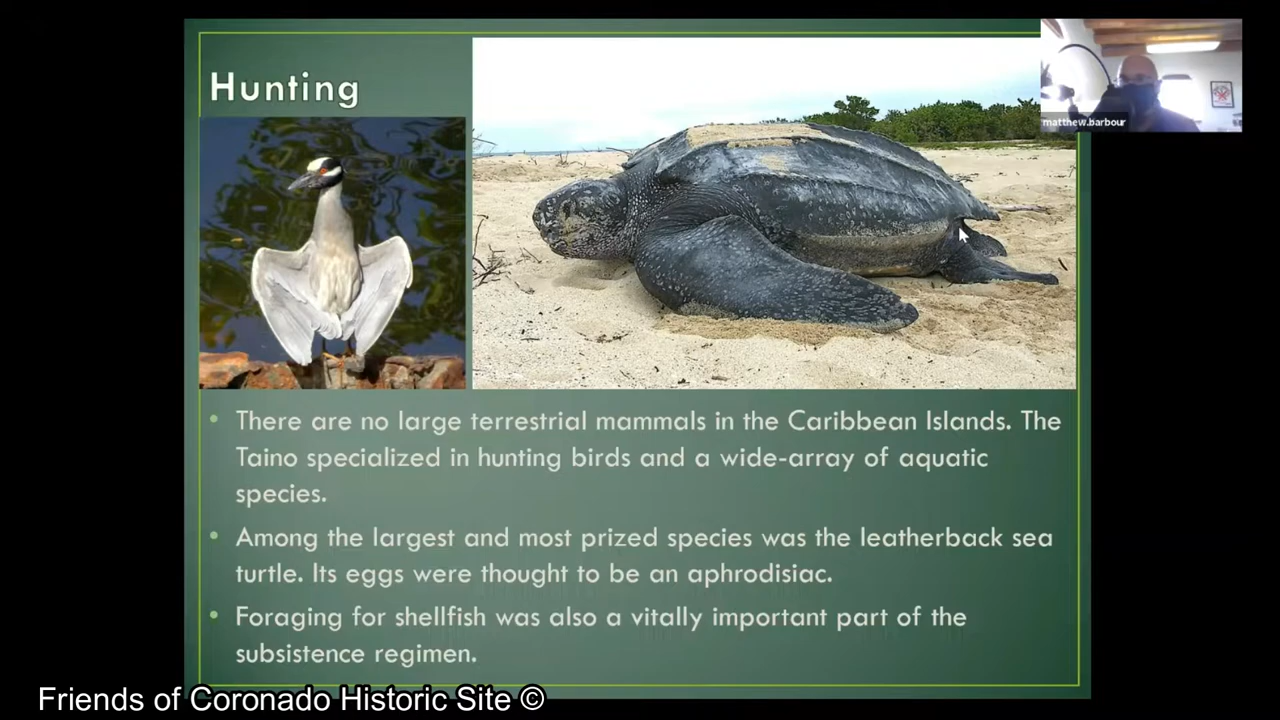 Hunting
matthew.barbour
• There are no large terrestrial mammals in the Caribbean Islands. The
Taino specialized in hunting birds and a wide-array of aquatic
species.
• Among the largest and most prized species was the leatherback sea
turtle. Its eggs were thought to be an aphrodisiac.
• Foraging for shellfish was also a vitally important part of the
subsistence regimen.
Friends of Coronado Historic Site ©